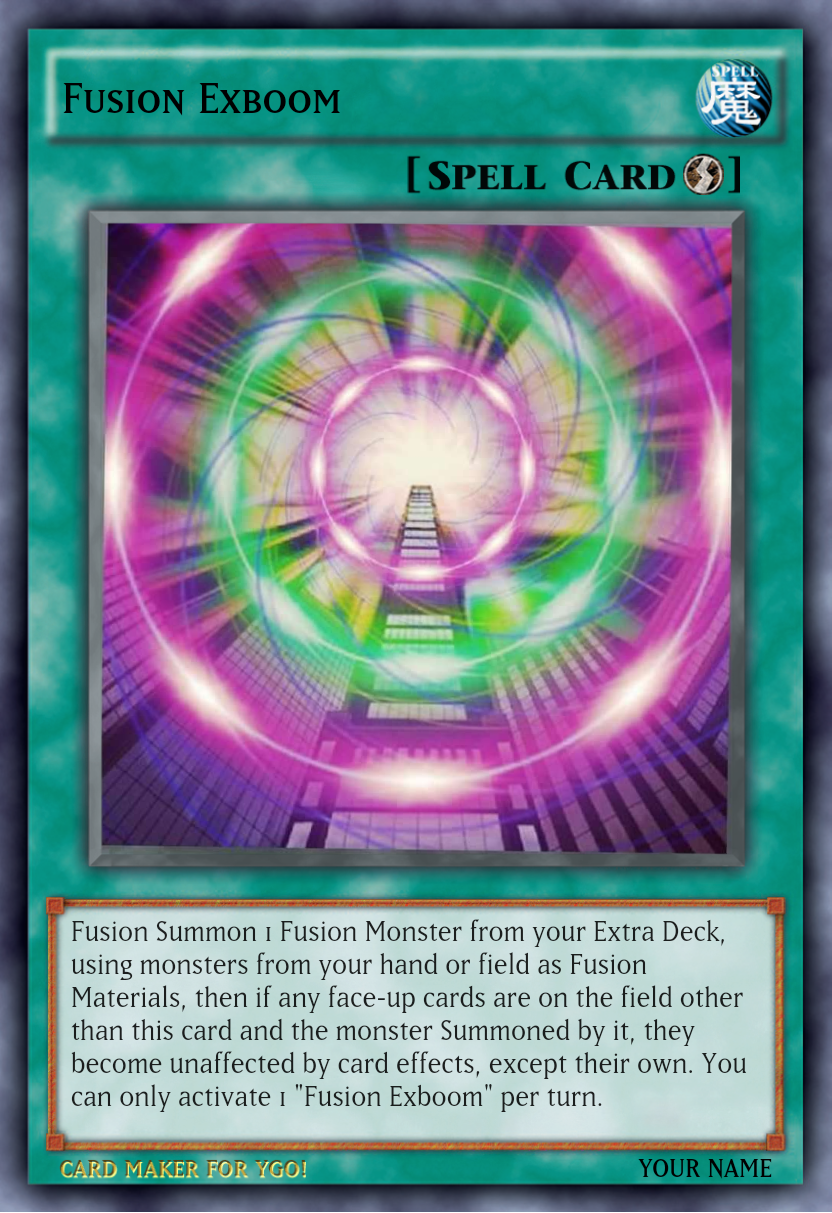 Fusion Exboom
SPELL
魔
[Spell Card]
Fusion Summon 1 Fusion Monster from your Extra Deck,
using monsters from your hand or field as Fusion
Materials, then if any face-up cards are on the field other
than this card and the monster Summoned by it, they
become unaffected by card effects, except their own. You
can only activate 1 "Fusion Exboom" per turn.
CARD MAKER FOR YGO!
YOUR NAME